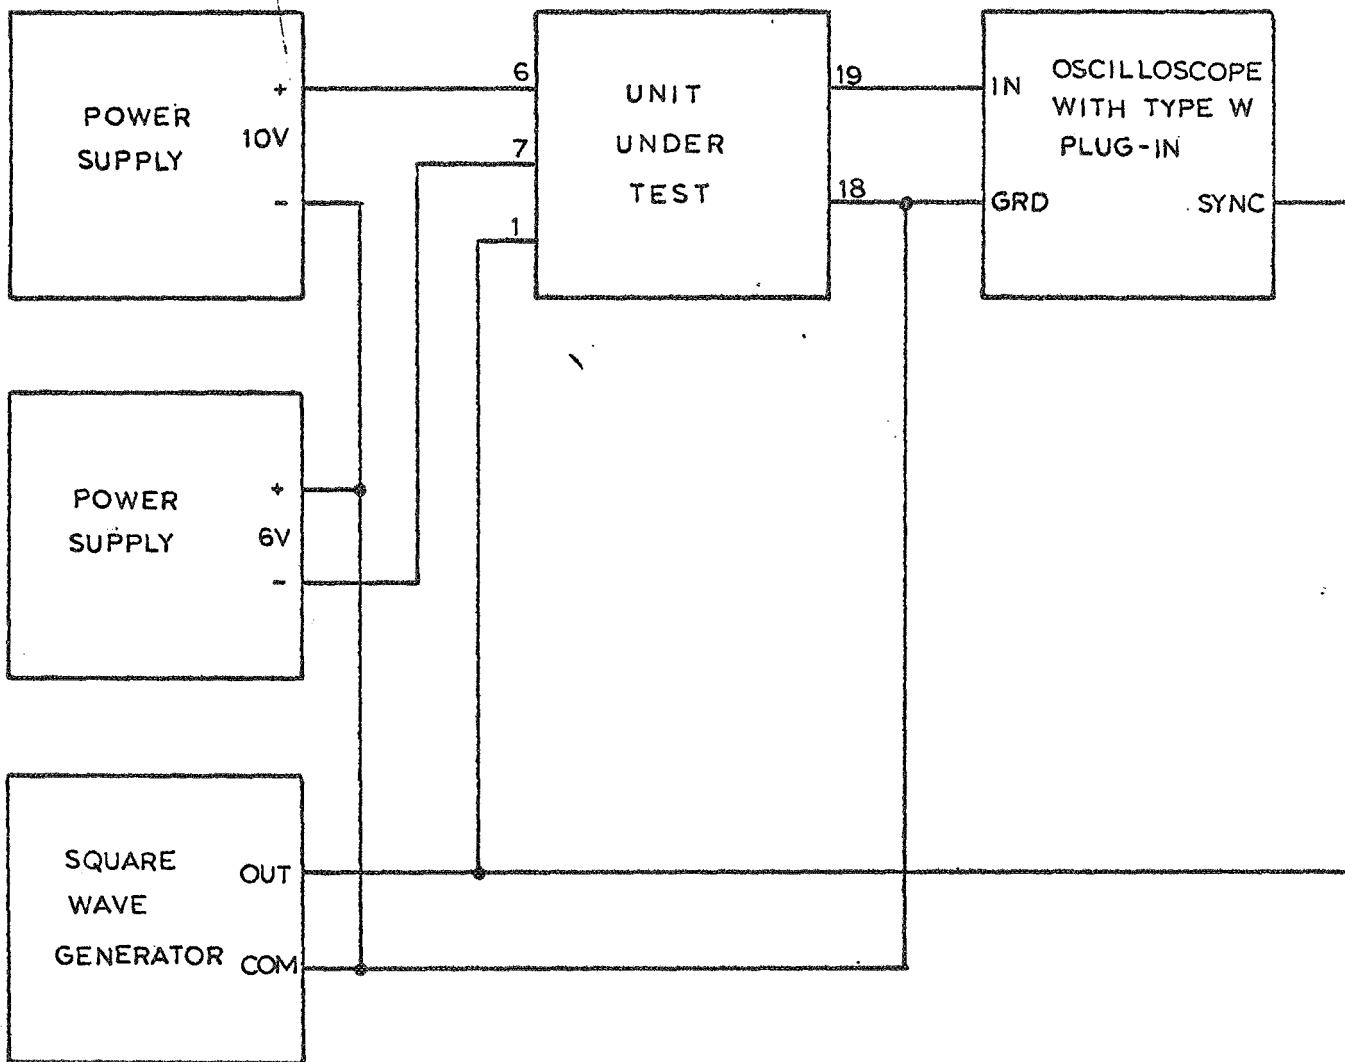 POWER
SUPPLY
+
10V
-
6
7
1
UNIT
UNDER
TEST
19
18
IN
GRD
OSCILLOSCOPE
WITH TYPE W
PLUG-IN
SYNC
POWER
SUPPLY
+
6V
-
SQUARE
WAVE
GENERATOR
OUT
COM